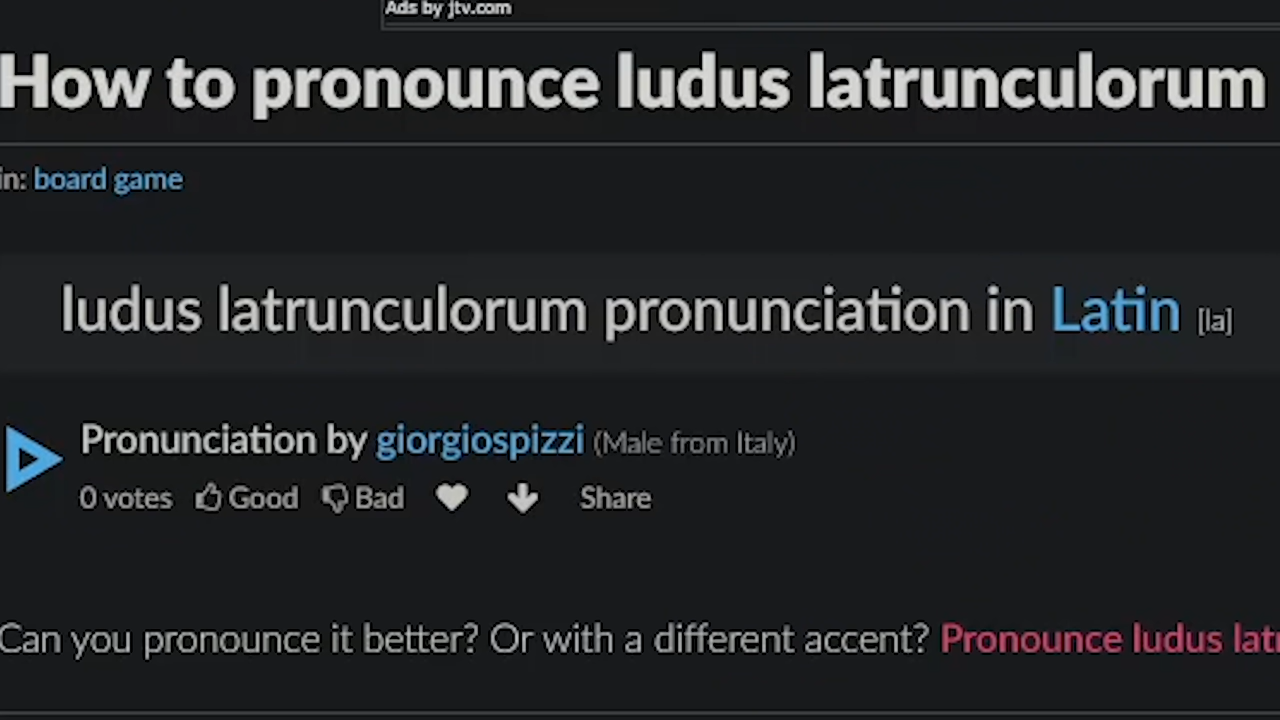 Ads by jtv.com
How to pronounce ludus latrunculorum
in: board game
ludus latrunculorum pronunciation in Latin [la]
Pronunciation by giorgiospizzi (Male from Italy)
0 votes Good Bad Share
Can you pronounce it better? Or with a different accent? Pronounce ludus latr